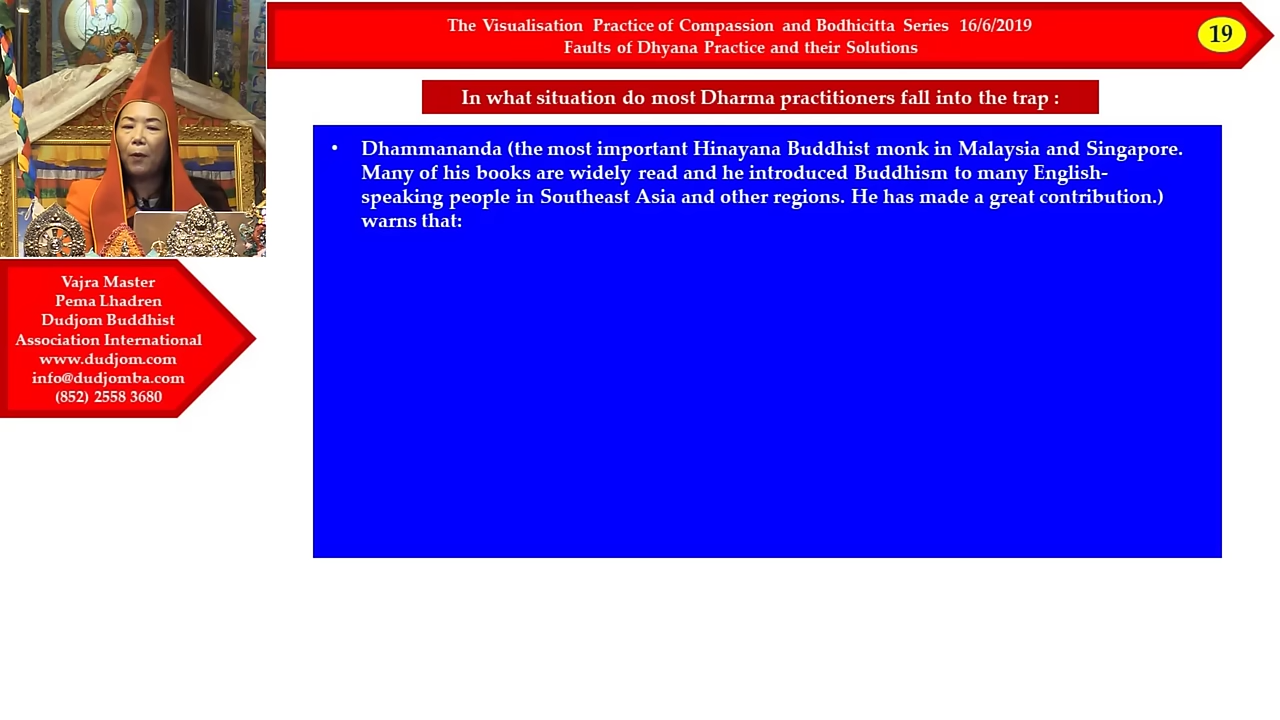 The Visualisation Practice of Compassion and Bodhicitta Series 16/6/2019
Faults of Dhyana Practice and their Solutions
19
In what situation do most Dharma practitioners fall into the trap :
• Dhammananda (the most important Hinayana Buddhist monk in Malaysia and Singapore.
Many of his books are widely read and he introduced Buddhism to many English-
speaking people in Southeast Asia and other regions. He has made a great contribution.)
warns that:
Vajra Master
Pema Lhadren
Dudjom Buddhist
Association International
www.dudjom.com
info@dudjomba.com
(852) 2558 3680